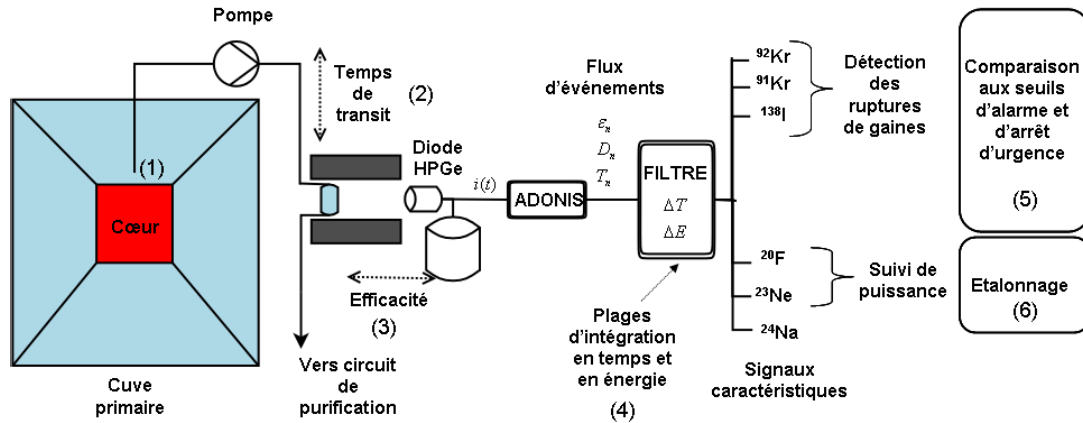 Pompe
Temps
de
transit
(2)
(1)
Cœur
Cuve
primaire
Diode
HPGe
i(t)
Efficacité
(3)
Vers circuit
de
purification
ADONIS
Flux
d'événements
εn
Dn
Tn
FILTRE
ΔT
ΔE
Plages
d'intégration
en temps et
en énergie
(4)
92Kr
91Kr
138I
Détection
des
ruptures
de gaines
20F
23Ne
24Na
Suivi de
puissance
Signaux
caractéristiques
Comparaison
aux seuils
d'alarme et
d'arrêt
d'urgence
(5)
Etalonnage
(6)